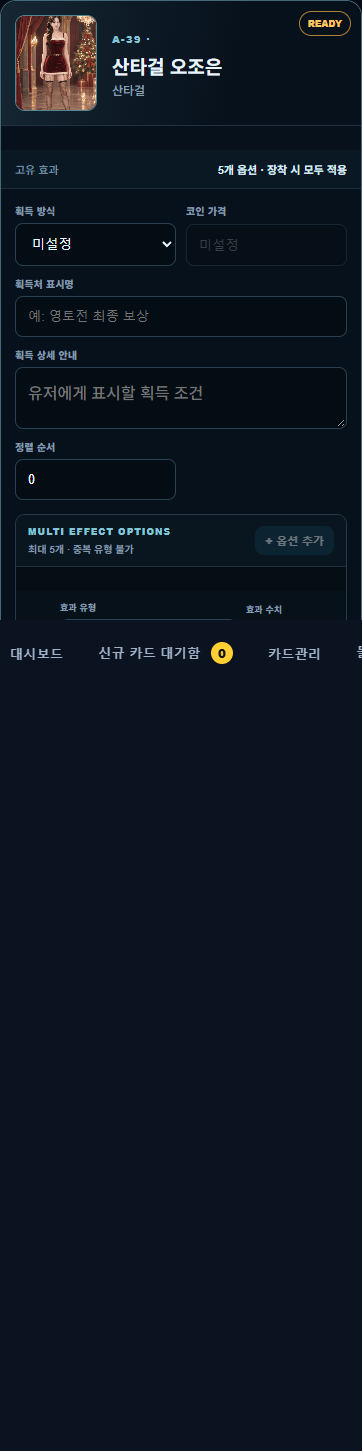 READY
A-39 ·
산타걸 오조은
산타걸
고유 효과
5개 옵션 · 장착 시 모두 적용
획득 방식
코인 가격
미설정
미설정
획득처 표시명
예: 영토전 최종 보상
획득 상세 안내
유저에게 표시할 획득 조건
정렬 순서
0
MULTI EFFECT OPTIONS
최대 5개 · 중복 유형 불가
+ 옵션 추가
효과 유형
효과 수치
대시보드
신규 카드 대기함 0
카드관리